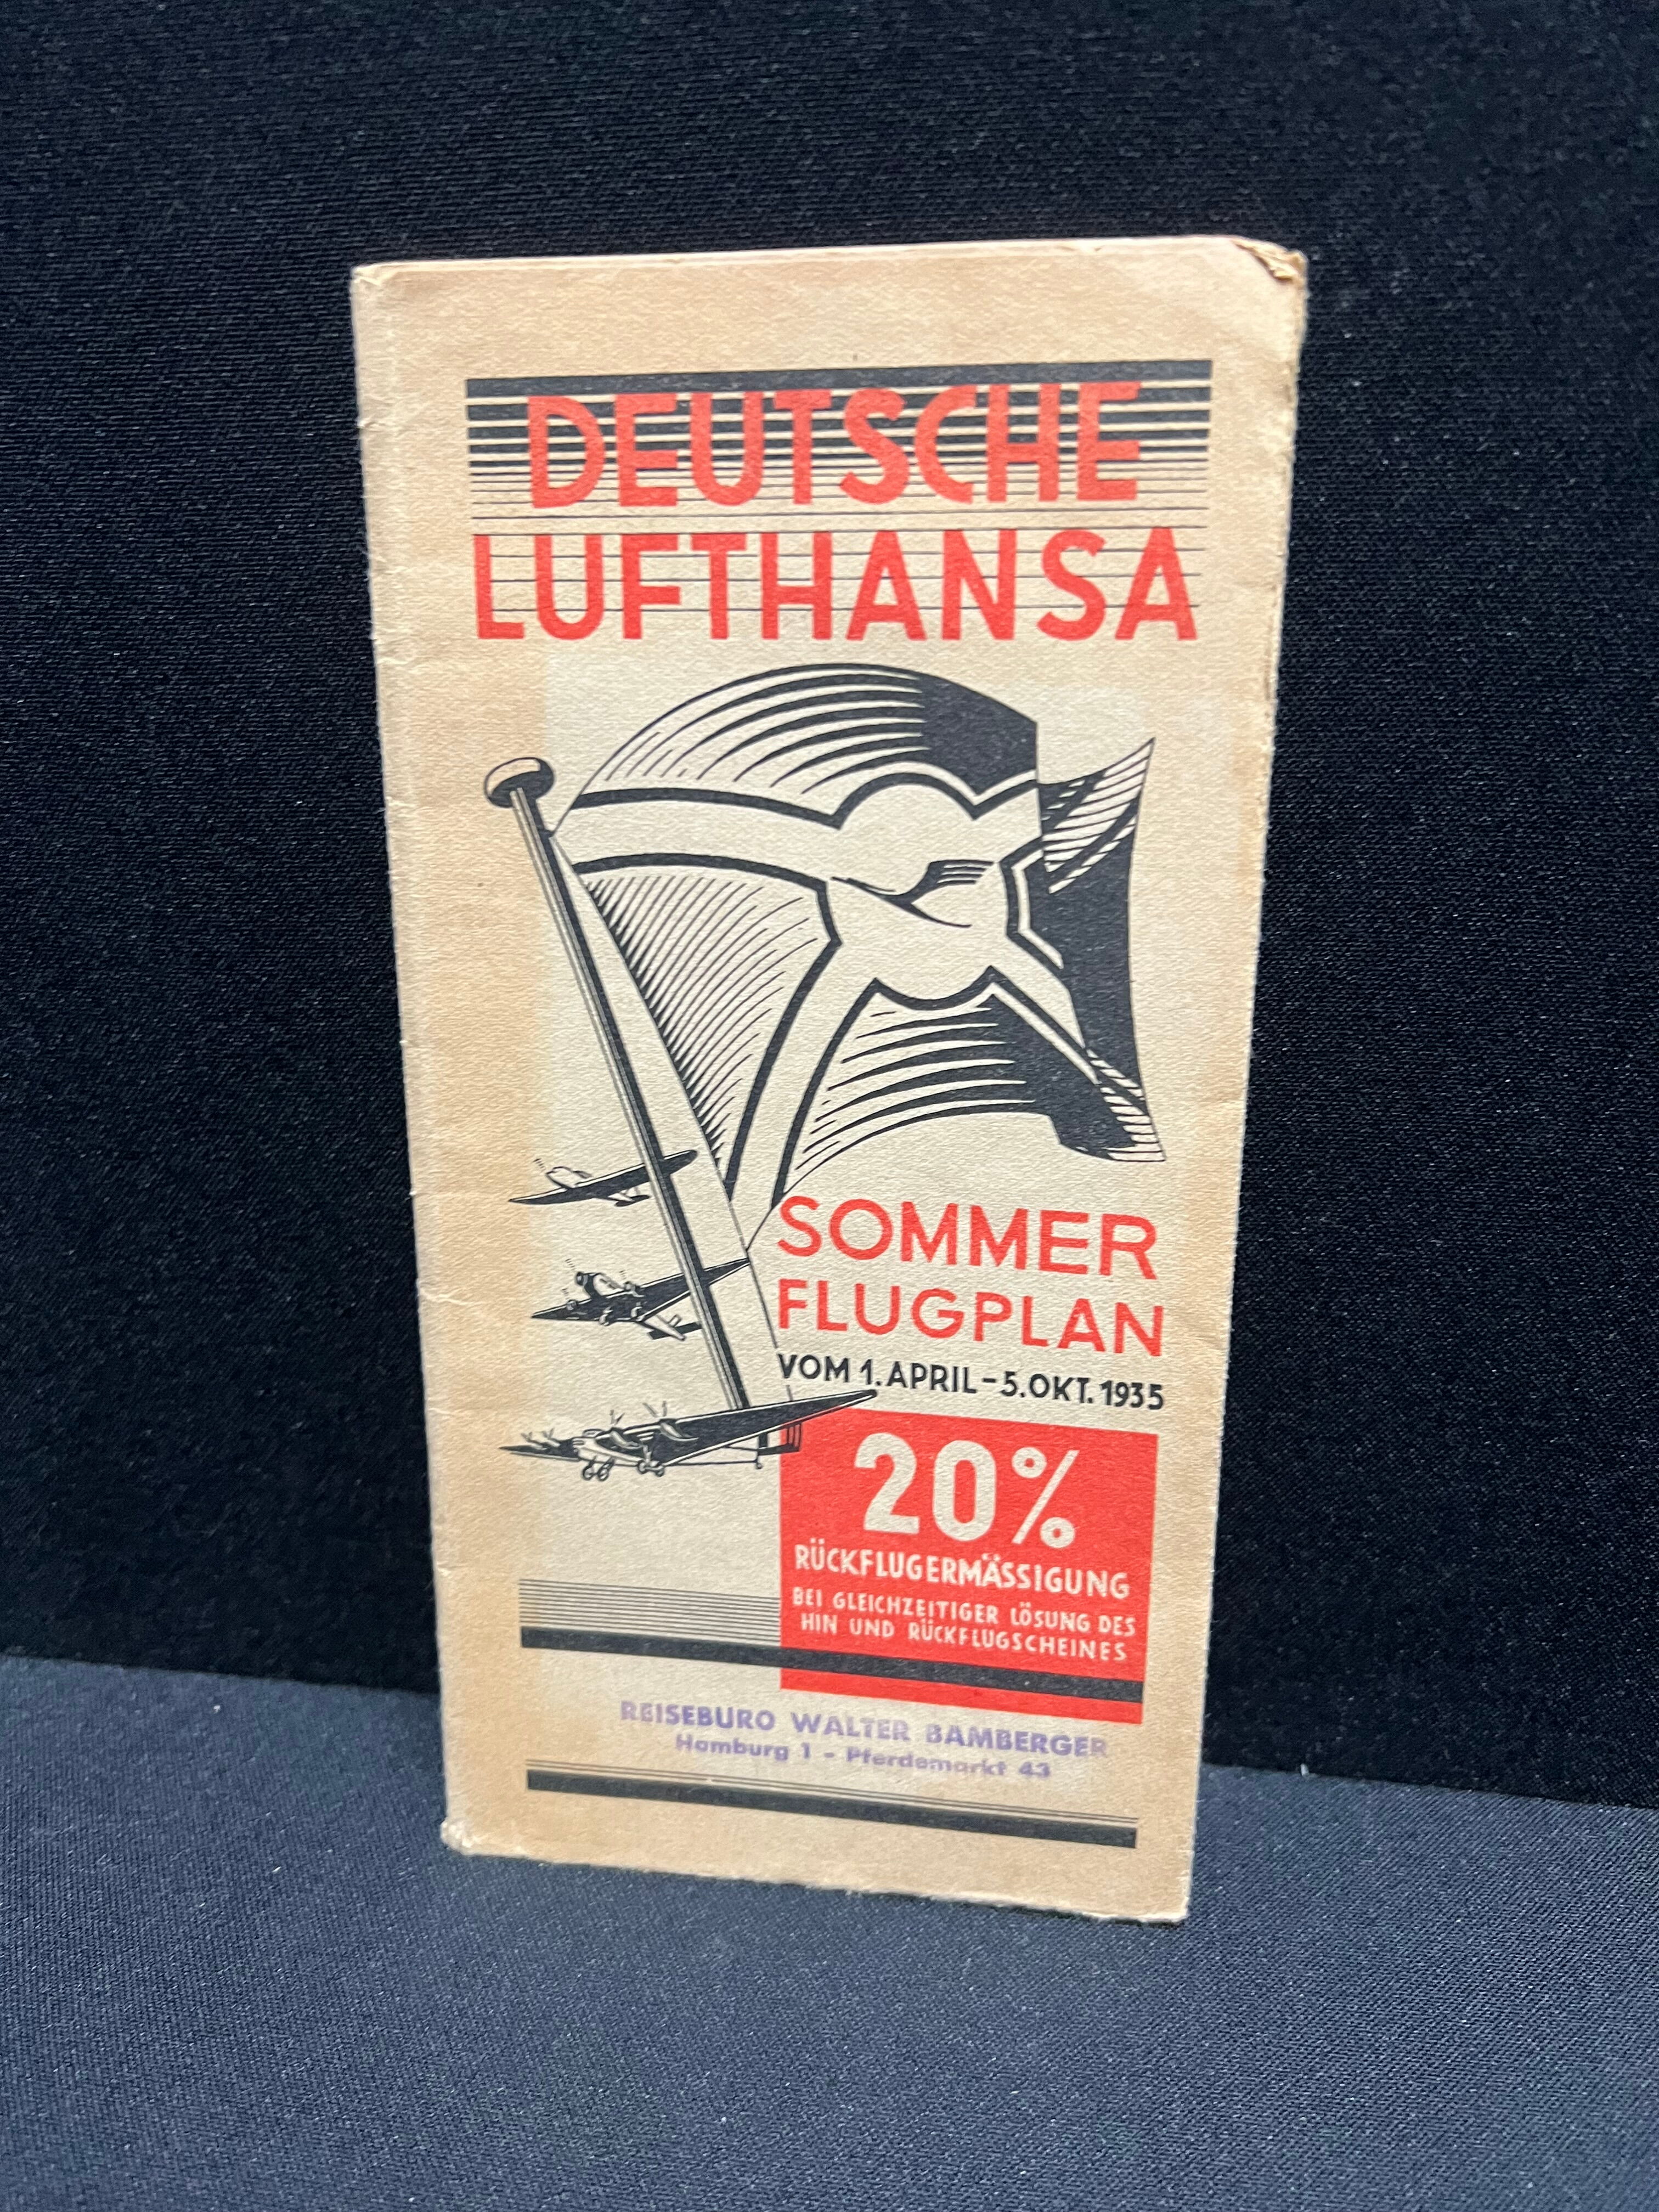 DEUTSCHE
LUFTHANSA
SOMMER
FLUGPLAN
VOM 1. APRIL - 5. OKT. 1935
20%
RÜCKFLUGERMÄSSIGUNG
BEI GLEICHZEITIGER LÖSUNG DES
HIN UND RÜCKFLUGSCHEINES
REISEBURO WALTER BAMBERGER
Hamburg 1 - Pferdemarkt 43